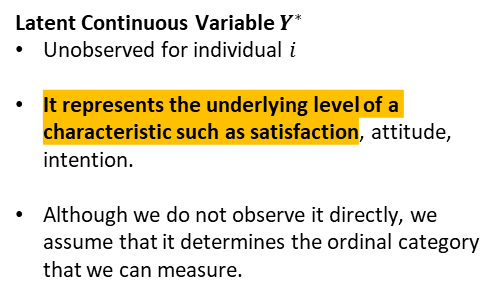 Latent Continuous Variable Y*
• Unobserved for individual i
• It represents the underlying level of a
characteristic such as satisfaction, attitude,
intention.
• Although we do not observe it directly, we
assume that it determines the ordinal category
that we can measure.